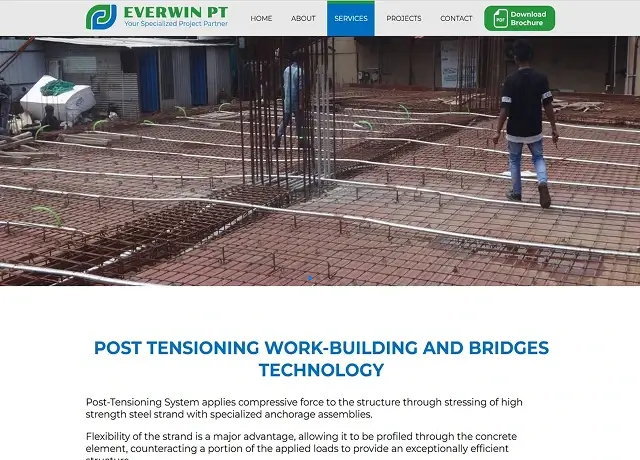 EVERWIN PT
Your Specialized Project Partner
HOME
ABOUT
SERVICES
PROJECTS
CONTACT
PDF
Download
Brochure
POST TENSIONING WORK-BUILDING AND BRIDGES
TECHNOLOGY
Post-Tensioning System applies compressive force to the structure through stressing of high
strength steel strand with specialized anchorage assemblies.
Flexibility of the strand is a major advantage, allowing it to be profiled through the concrete
element, counteracting a portion of the applied loads to provide an exceptionally efficient
structure.